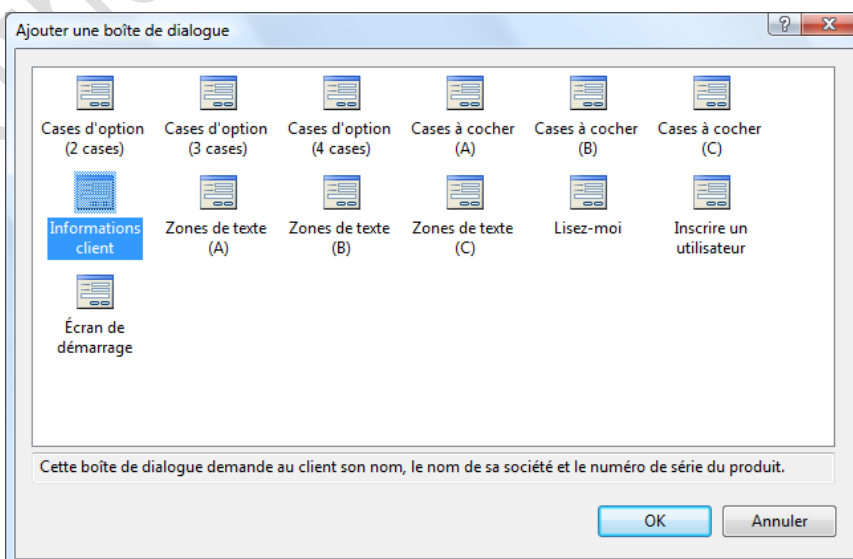 Ajouter une boîte de dialogue
?
Cases d'option
(2 cases)
Cases d'option
(3 cases)
Cases d'option
(4 cases)
Cases à cocher
(A)
Cases à cocher
(B)
Cases à cocher
(C)
Informations
client
Zones de texte
(A)
Zones de texte
(B)
Zones de texte
(C)
Lisez-moi
Inscrire un
utilisateur
Écran de
démarrage
Cette boîte de dialogue demande au client son nom, le nom de sa société et le numéro de série du produit.
OK
Annuler